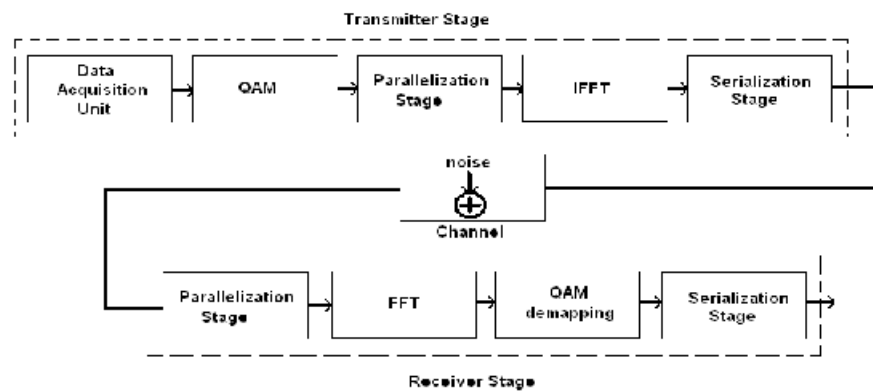 Transmitter Stage
Data
Acquisition
Unit
QAM
Parallelization
Stage
IFFT
Serialization
Stage
noise
Channel
Parallelization
Stage
FFT
QAM
demapping
Serialization
Stage
Receiver Stage